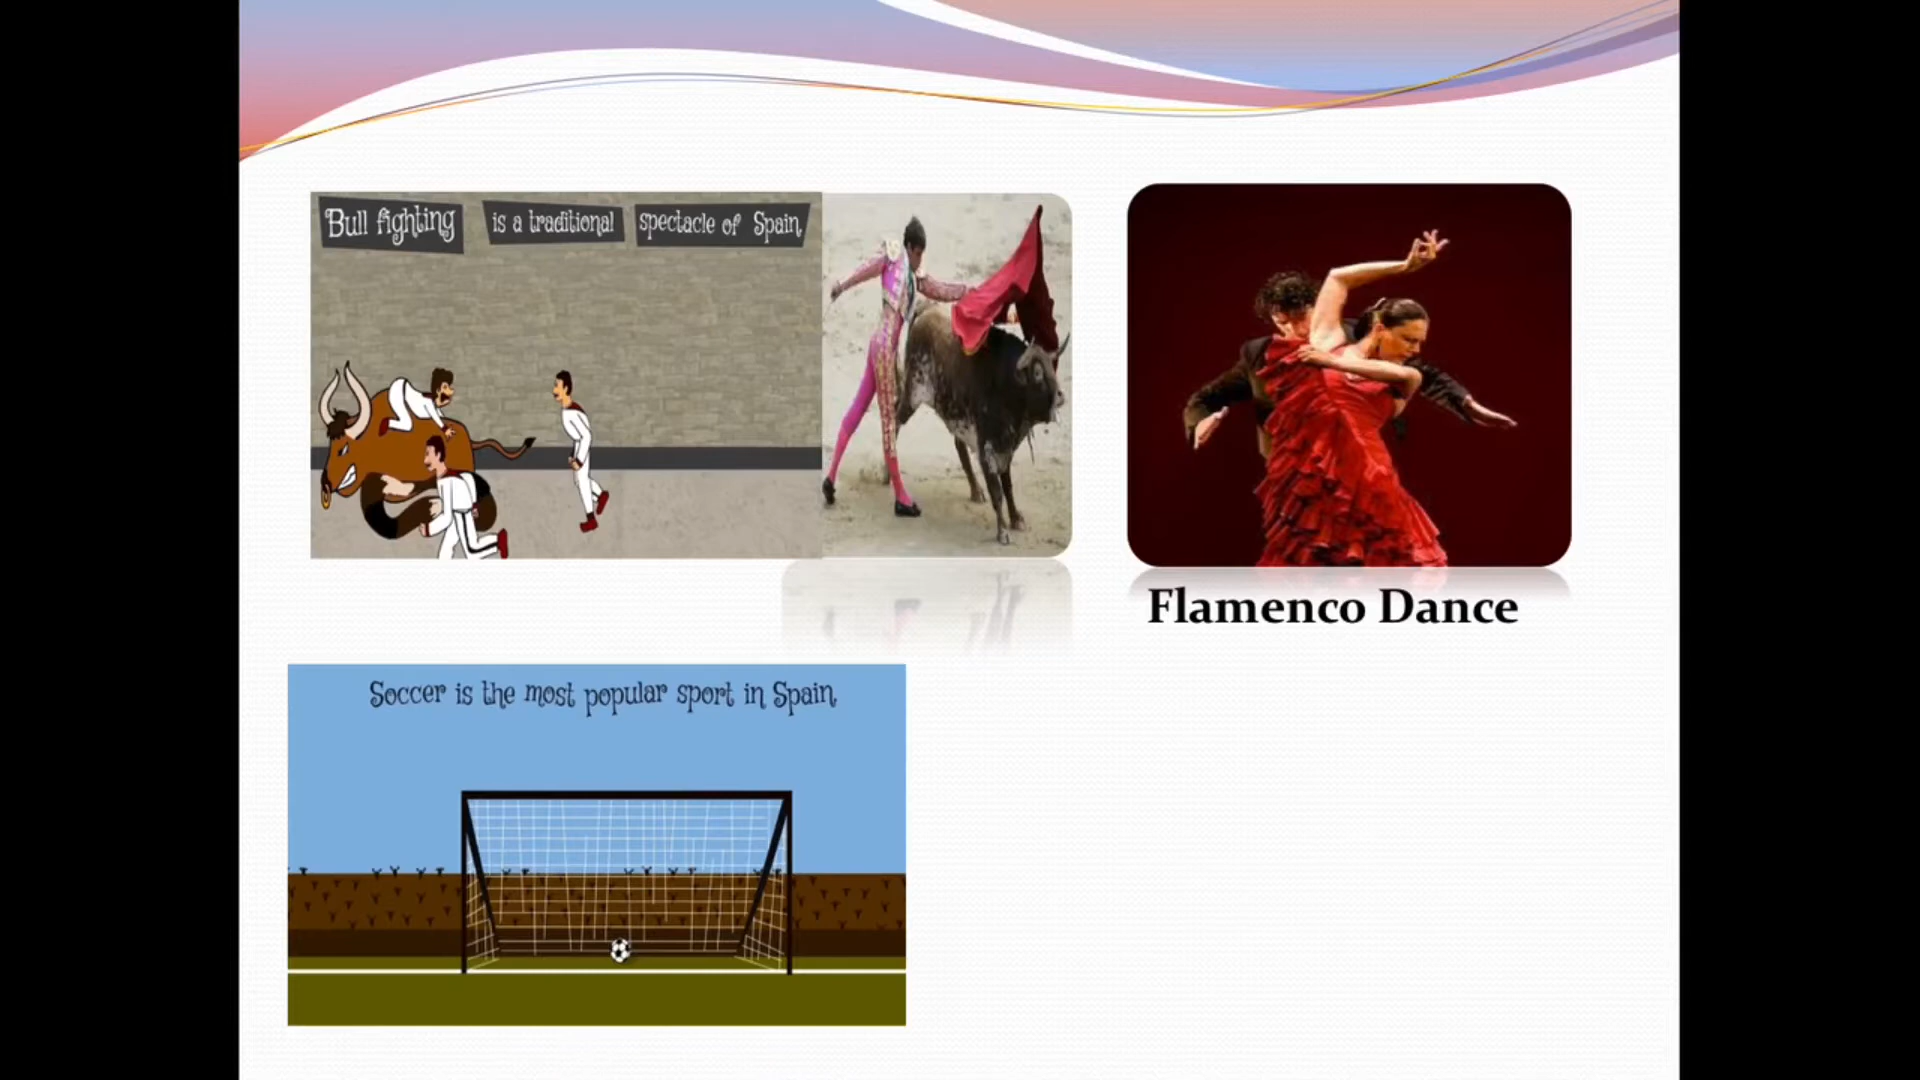 Bull fighting is a traditional spectacle of Spain
Flamenco Dance
Soccer is the most popular sport in Spain